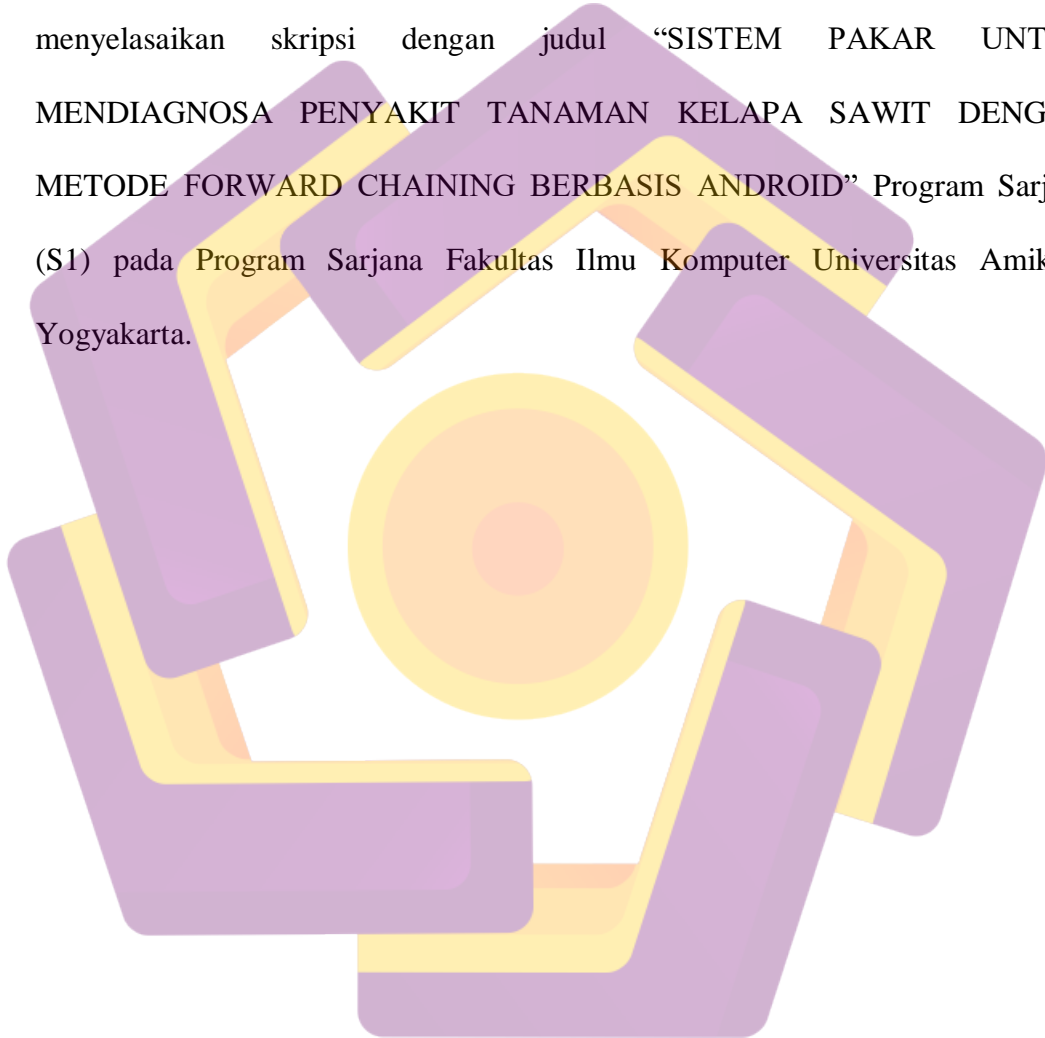 menyelasaikan skripsi dengan judul “SISTEM PAKAR UNT
MENDIAGNOSA PENYAKIT TANAMAN KELAPA SAWIT DENG
METODE FORWARD CHAINING BERBASIS ANDROID” Program Sarj
(S1) pada Program Sarjana Fakultas Ilmu Komputer Universitas Amik
Yogyakarta.